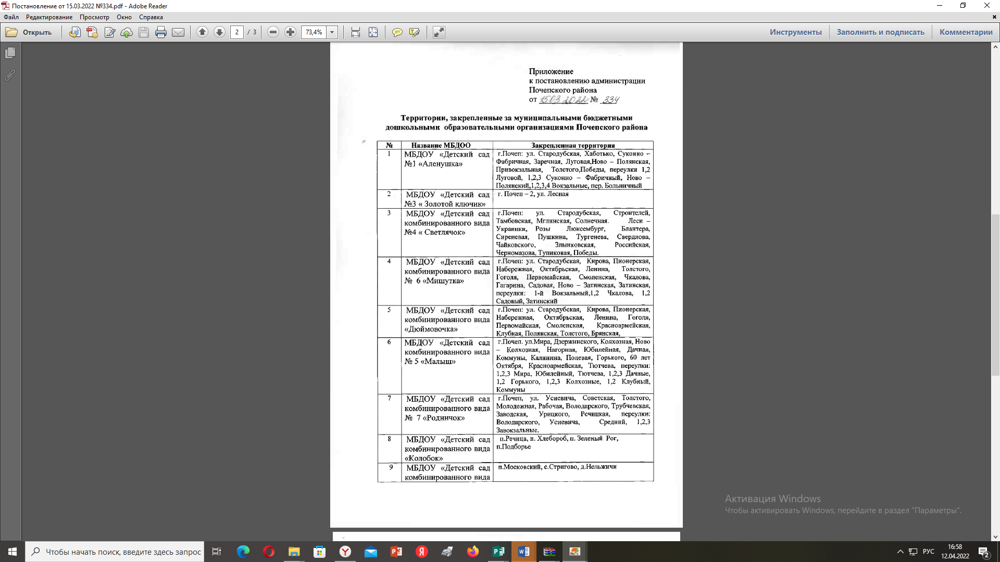 Постановление от 15.03.2022 №334.pdf - Adobe Reader
Файл Редактирование Просмотр Окно Справка
Открыть 2 / 3 73,4% Инструменты Заполнить и подписать Комментарии
Приложение
к постановлению администрации
Почепского района
от 15.03.2022 № 334
Территории, закрепленные за муниципальными бюджетными
дошкольными образовательными организациями Почепского района
№ Название МБДОО Закрепленная территория
1 МБДОУ «Детский сад
№1 «Аленушка»
г.Почеп: ул. Стародубская, Хаботько, Суконно –
Фабричная, Заречная, Луговая,Ново – Полянская,
Привокзальная, Толстого,Победы, переулки 1,2
Луговой, 1,2,3 Суконно – Фабричный, Ново –
Полянский,1,2,3,4 Вокзальные, пер. Больничный
2 МБДОУ «Детский сад
№3 « Золотой ключик»
г. Почеп – 2, ул. Лесная
3 МБДОУ «Детский сад
комбинированного вида
№4 « Светлячок»
г.Почеп: ул. Стародубская, Строителей,
Тамбовская, Мглинская, Солнечная. Леси –
Украинки, Розы Люксембург, Блантера,
Сиреневая, Пушкина, Тургенева, Свердлова,
Чайковского, Злынковская, Российская,
Черномазова, Тупиковая, Победы.
4 МБДОУ «Детский сад
комбинированного вида
№ 6 «Мишутка»
г.Почеп: ул. Стародубская, Кирова, Пионерская,
Набережная, Октябрьская, Ленина, Толстого,
Гоголя, Первомайская, Смоленская, Чкалова,
Гагарина, Садовая, Ново – Затинская, Затинская,
переулки: 1-й Вокзальный,1,2 Чкалова, 1,2
Садовый, Затинский
5 МБДОУ «Детский сад
комбинированного вида
«Дюймовочка»
г.Почеп: ул. Стародубская, Кирова, Пионерская,
Набережная, Октябрьская, Ленина, Гоголя,
Первомайская, Смоленская, Красноармейская,
Клубная, Полянская, Толстого, Брянская,
6 МБДОУ «Детский сад
комбинированного вида
№ 5 «Малыш»
г.Почеп. ул.Мира, Дзержинского, Колхозная, Ново
– Колхозная, Нагорная, Юбилейная, Дачная,
Коммуны, Калинина, Полевая, Горького, 60 лет
Октября, Красноармейская, Тютчева, переулки:
1,2,3 Мира, Юбилейный, Тютчева, 1,2,3 Дачные,
1,2 Горького, 1,2,3 Колхозные, 1,2 Клубный,
Коммуны
7 МБДОУ «Детский сад
комбинированного вида
№ 7 «Родничок»
г.Почеп, ул. Усиевича, Советская, Толстого,
Молодежная, Рабочая, Володарского, Трубчевская,
Заводская, Урицкого, Речицкая, переулки:
Володарского, Усиевича, Средний, 1,2,3
Завокзальные.
8 МБДОУ «Детский сад
комбинированного вида
«Колобок»
п.Речица, п. Хлебороб, п. Зеленый Рог,
п.Подборье
9 МБДОУ «Детский сад
комбинированного вида
п.Московский, с.Стригово, д.Нельжичи
Активация Windows
Чтобы активировать Windows, перейдите в раздел "Параметры".
Чтобы начать поиск, введите здесь запрос
РУС
16:58
12.04.2022
2